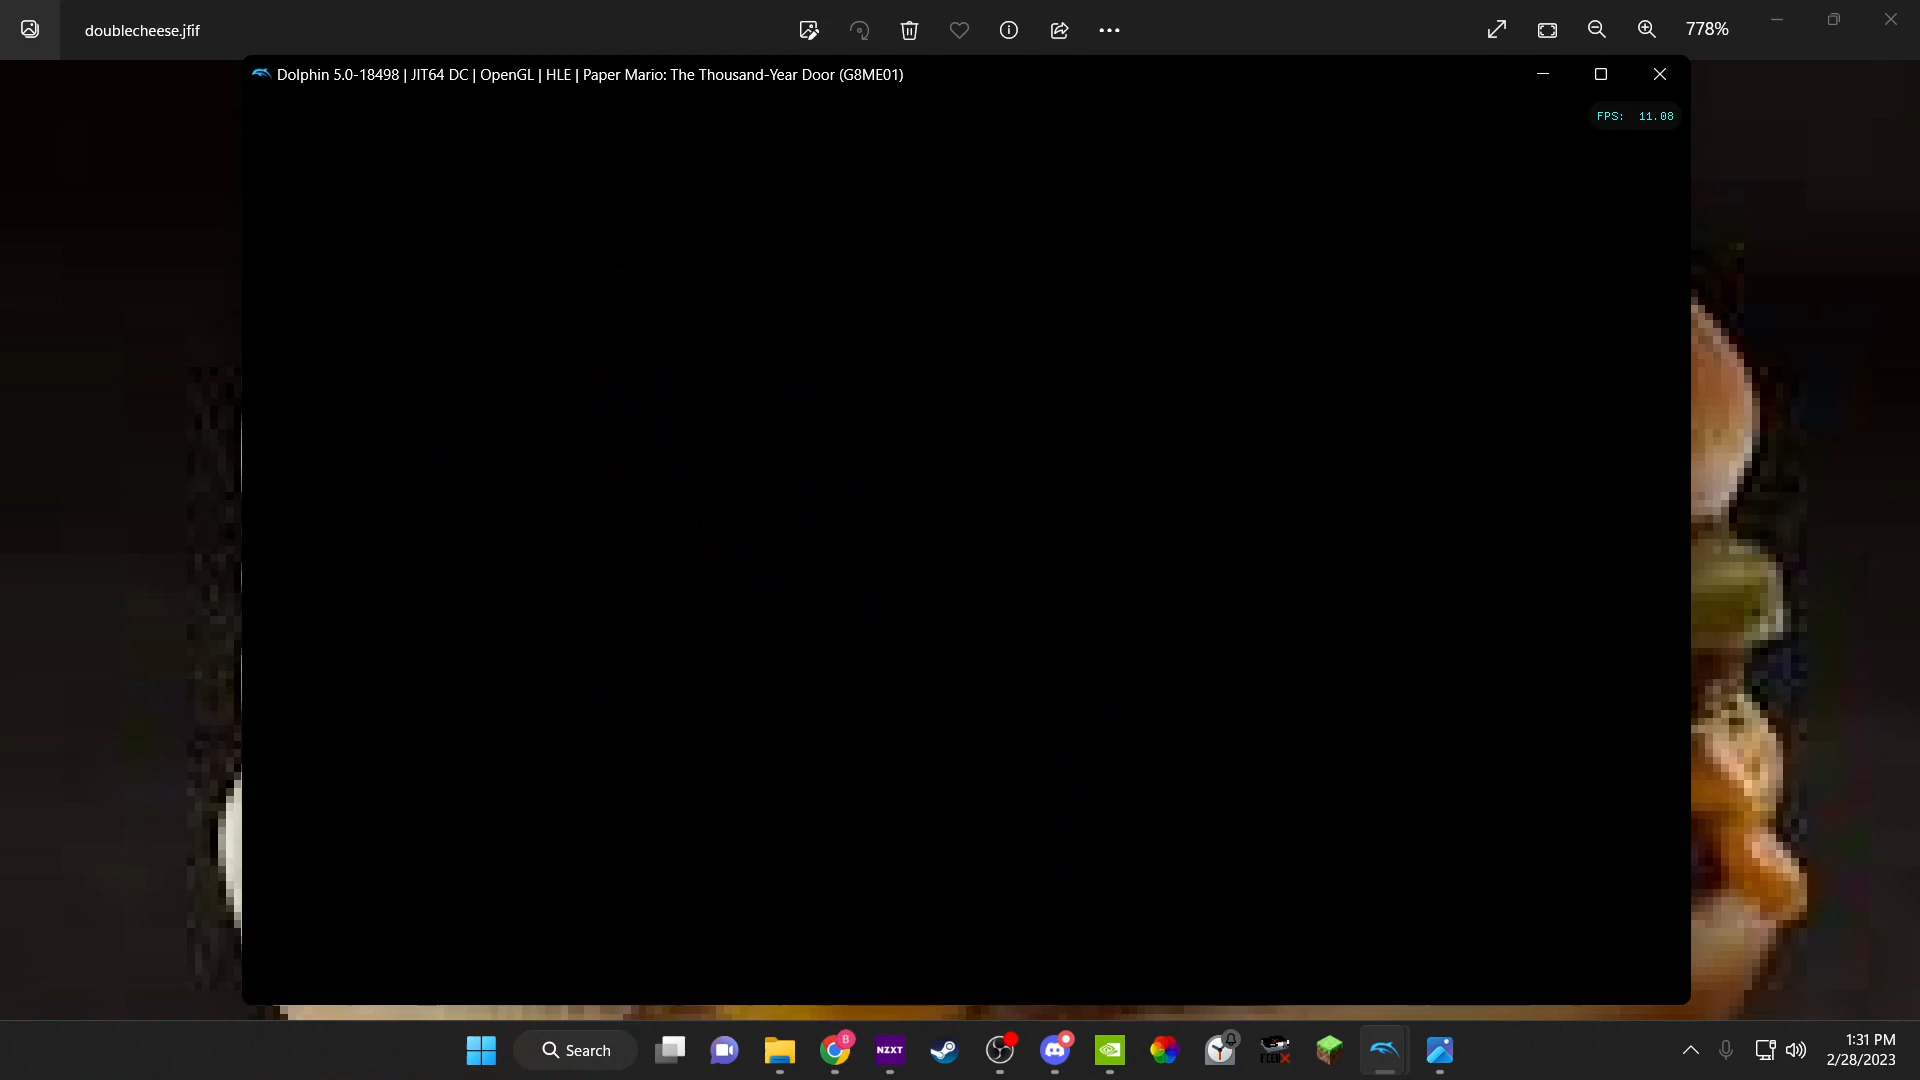 doublecheese.jfif
778%
Dolphin 5.0-18498 | JIT64 DC | OpenGL | HLE | Paper Mario: The Thousand-Year Door (G8ME01)
FPS: 11.08
Search
B
NZXT
FCEUX
1:31 PM
2/28/2023